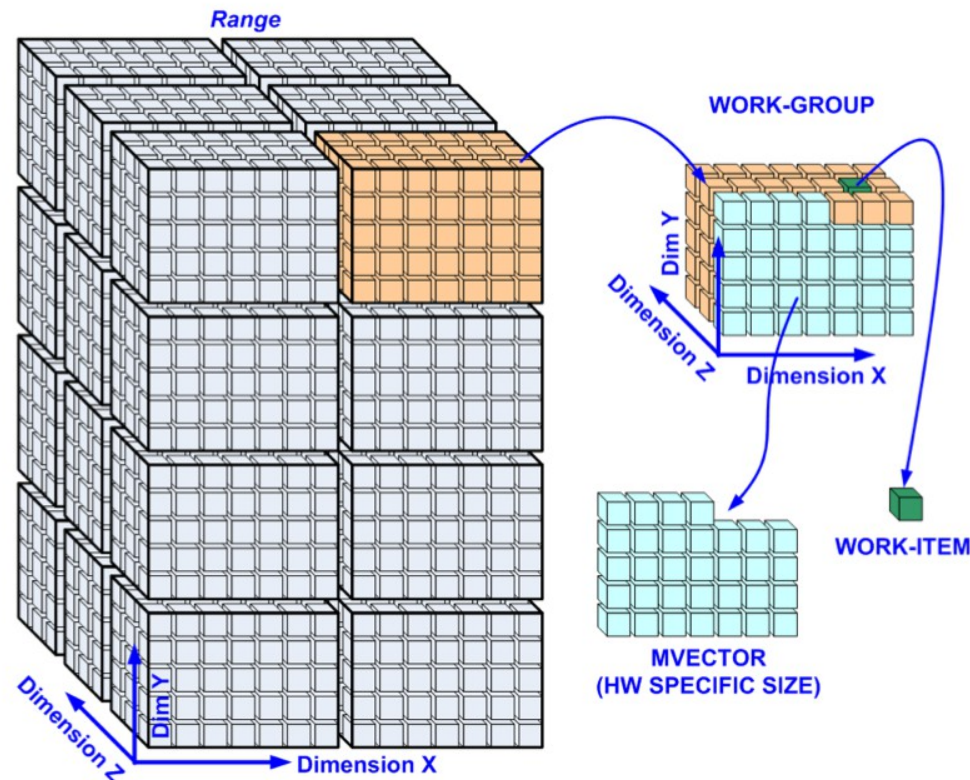 Range
WORK-GROUP
Dim Y
Dimension Z
Dimension X
WORK-ITEM
MVECTOR
(HW SPECIFIC SIZE)
Dim Y
Dimension Z
Dimension X